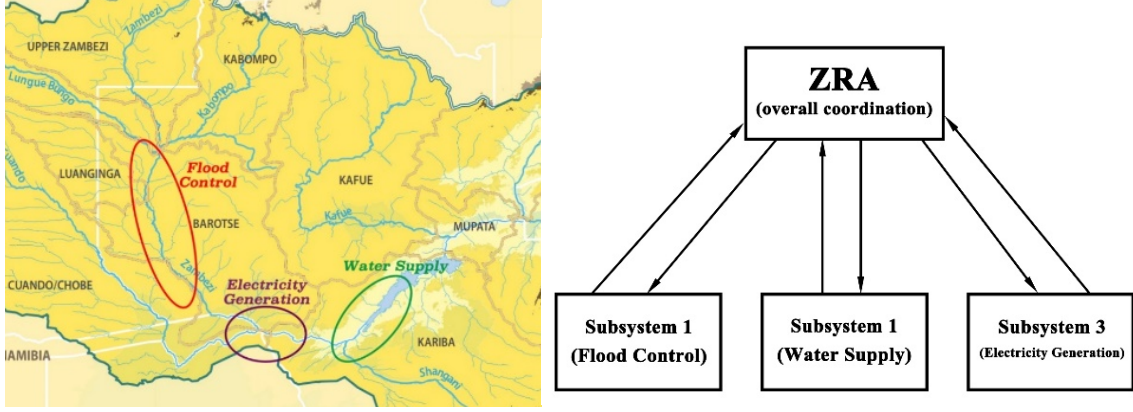 Zambezi
UPPER ZAMBEZI
KABOMPO
Lungue Bungo
Kabompo
Flood
Control
LUANGINGA
KAFUE
BAROTSE
Kafue
MUPATA
Zambezi
Water Supply
Electricity
Generation
CUANDO/CHOBE
KARIBA
Shangani
ZRA
(overall coordination)
Subsystem 1
(Flood Control)
Subsystem 1
(Water Supply)
Subsystem 3
(Electricity Generation)